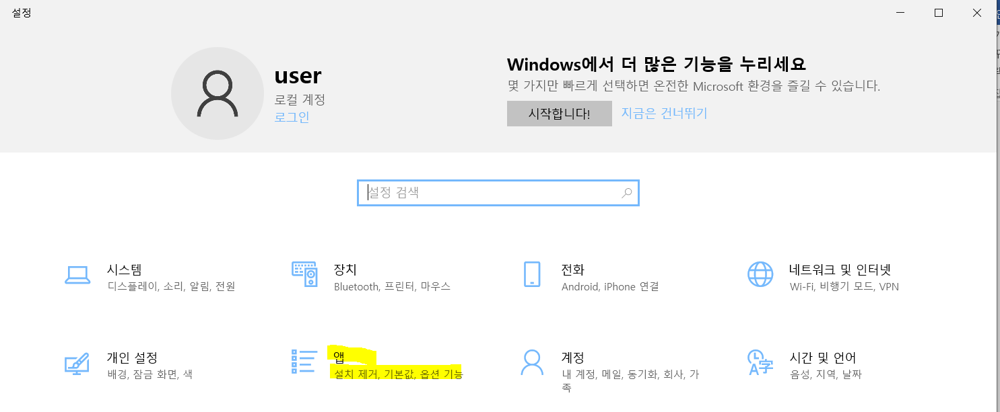 설정
user
로컬 계정
로그인
Windows에서 더 많은 기능을 누리세요
몇 가지만 빠르게 선택하면 온전한 Microsoft 환경을 즐길 수 있습니다.
시작합니다! 지금은 건너뛰기
설정 검색
시스템
디스플레이, 소리, 알림, 전원
장치
Bluetooth, 프린터, 마우스
전화
Android, iPhone 연결
네트워크 및 인터넷
Wi-Fi, 비행기 모드, VPN
개인 설정
배경, 잠금 화면, 색
앱
설치 제거, 기본값, 옵션 기능
계정
내 계정, 메일, 동기화, 회사, 가
족
시간 및 언어
음성, 지역, 날짜